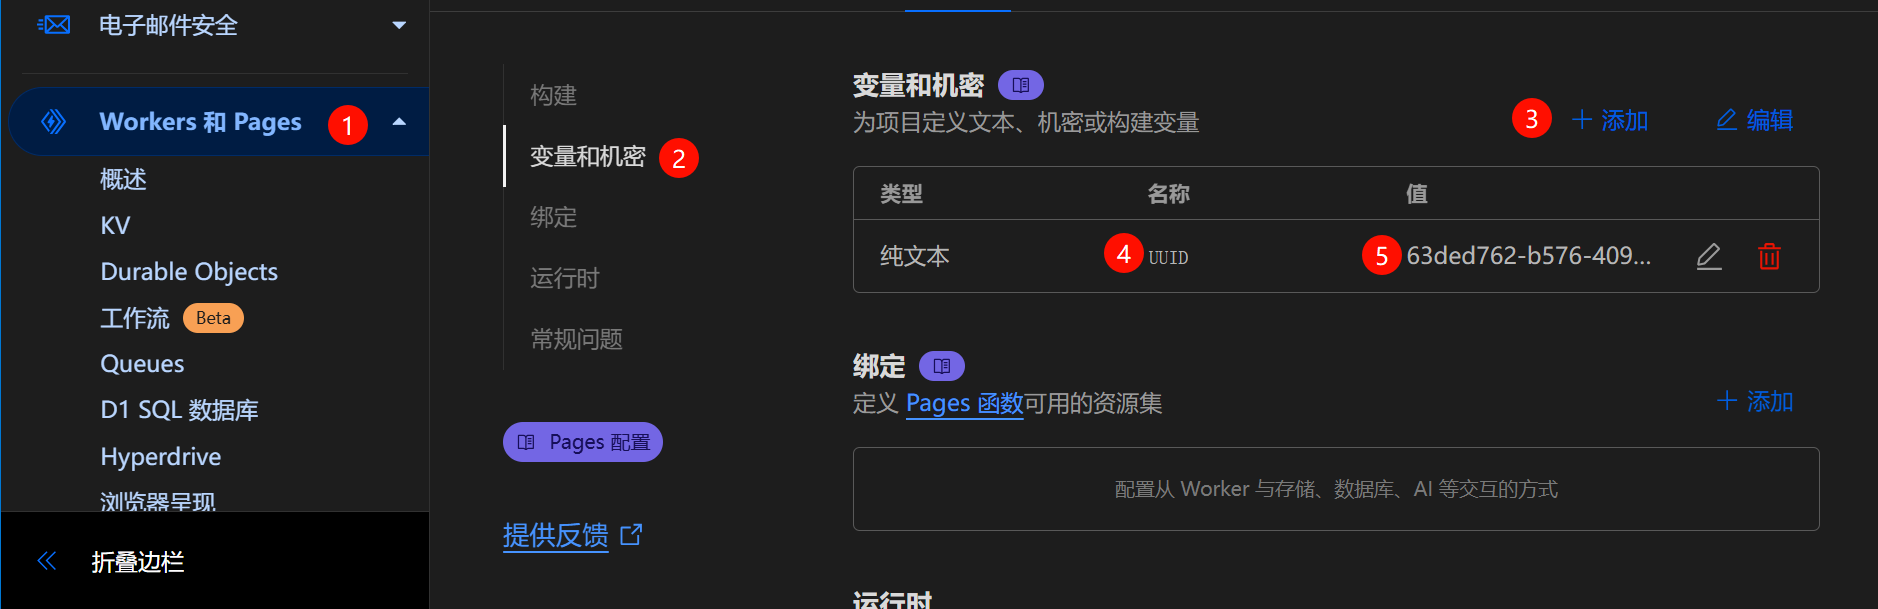 电子邮件安全
Workers 和 Pages 1
概述
KV
Durable Objects
工作流 Beta
Queues
D1 SQL 数据库
Hyperdrive
浏览器呈现
折叠边栏
构建
变量和机密 2
绑定
运行时
常规问题
Pages 配置
提供反馈
变量和机密
为项目定义文本、机密或构建变量
3 添加 编辑
类型 名称 值
纯文本 4 UUID 5 63ded762-b576-409...
绑定
定义 Pages 函数可用的资源集
添加
配置从 Worker 与存储、数据库、AI 等交互的方式
运行时